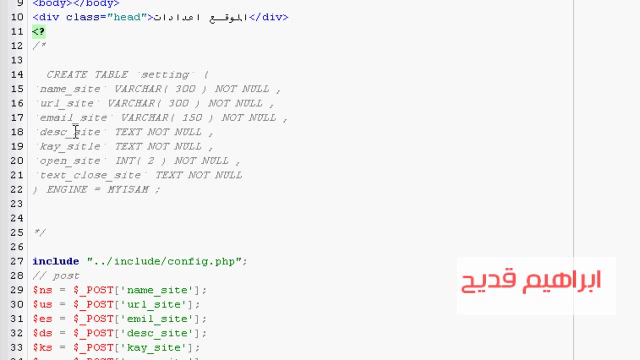 9 <body></body>
10 <div class="head">الموقع اعدادات</div>
11 <?
12 /*
13
14 CREATE TABLE `setting` (
15 `name_site` VARCHAR( 300 ) NOT NULL ,
16 `url_site` VARCHAR( 300 ) NOT NULL ,
17 `email_site` VARCHAR( 150 ) NOT NULL ,
18 `desc_site` TEXT NOT NULL ,
19 `kay_sitle` TEXT NOT NULL ,
20 `open_site` INT( 2 ) NOT NULL ,
21 `text_close_site` TEXT NOT NULL
22 ) ENGINE = MYISAM ;
23
24
25 */
26
27 include "../include/config.php";
28 // post
29 $ns = $_POST['name_site'];
30 $us = $_POST['url_site'];
31 $es = $_POST['emil_site'];
32 $ds = $_POST['desc_site'];
33 $ks = $_POST['kay_site'];
ابراهيم قديح